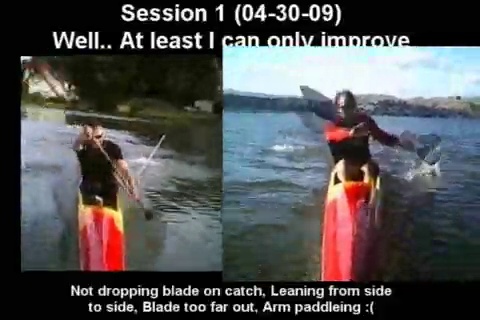 Session 1 (04-30-09)
Well.. At least I can only improve
Not dropping blade on catch, Leaning from side
to side, Blade too far out, Arm paddleing :(